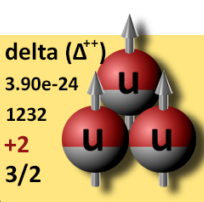 delta (Δ⁺⁺)
3.90e-24
1232
+2
3/2
u
u u